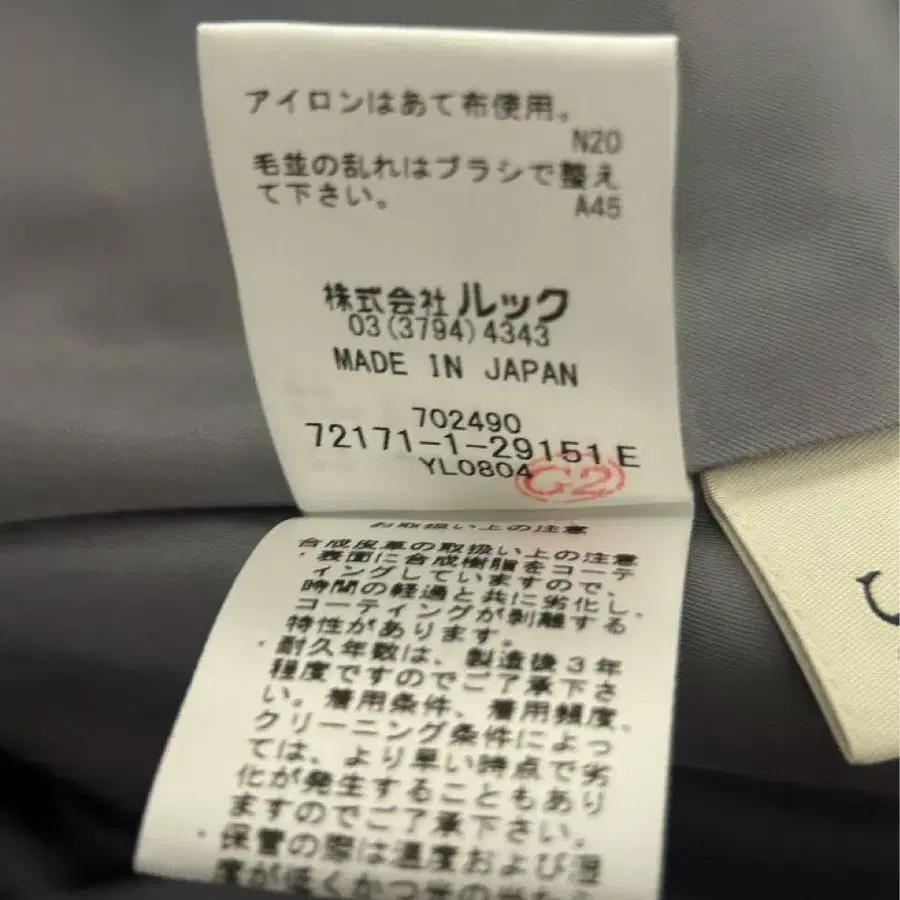 アイロンはあて布使用。
N20
毛並の乱れはブラシで整え
て下さい。 A45
株式会社 ルック
03(3794)4343
MADE IN JAPAN
702490
72171-1-29151 E
YL0804
G2
お取扱い上の注意
合成皮革の取扱い上の注意
・表面に合成樹脂をコーテ
ィングしていますので、
時間の経過と共に劣化し、
コーティングが剥離する
特性があります。
・耐久年数は、製造後3年
程度ですのでご了承下さ
い。着用条件、着用頻度、
クリーニング条件によっ
ては、より早い時点で劣
化が発生することもあり
ますのでご了承下さい。
・保管の際は温度および湿
度が低くかつ